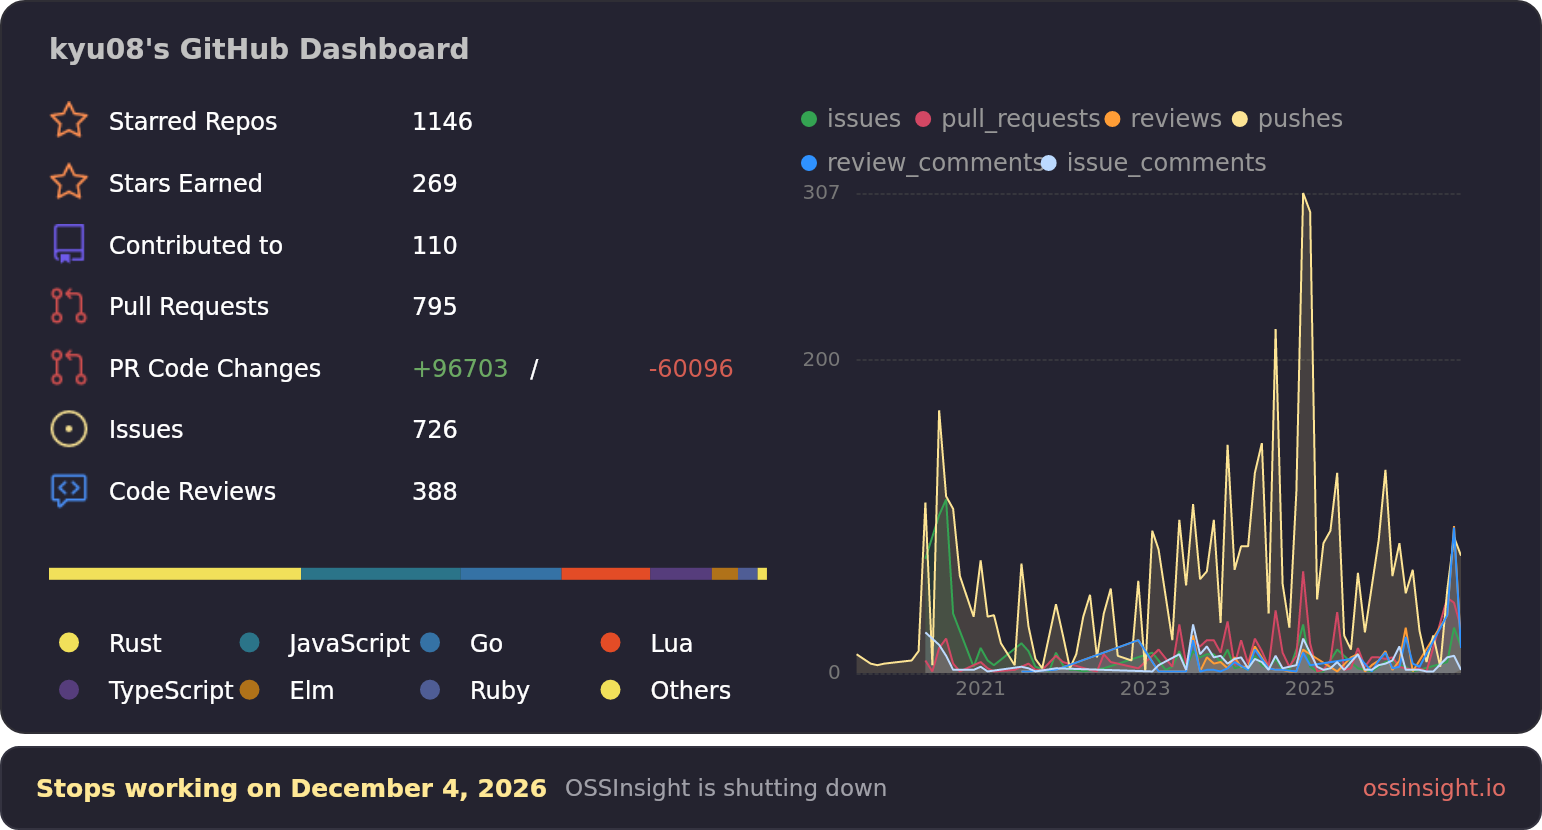 kyu08's GitHub Dashboard
Starred Repos 1146
Stars Earned 269
Contributed to 110
Pull Requests 795
PR Code Changes +96703 / -60096
Issues 726
Code Reviews 388
Rust JavaScript Go Lua
TypeScript Elm Ruby Others
issues pull_requests reviews pushes
review_comments issue_comments
307
200
0
2021 2023 2025
Stops working on December 4, 2026 OSSInsight is shutting down ossinsight.io